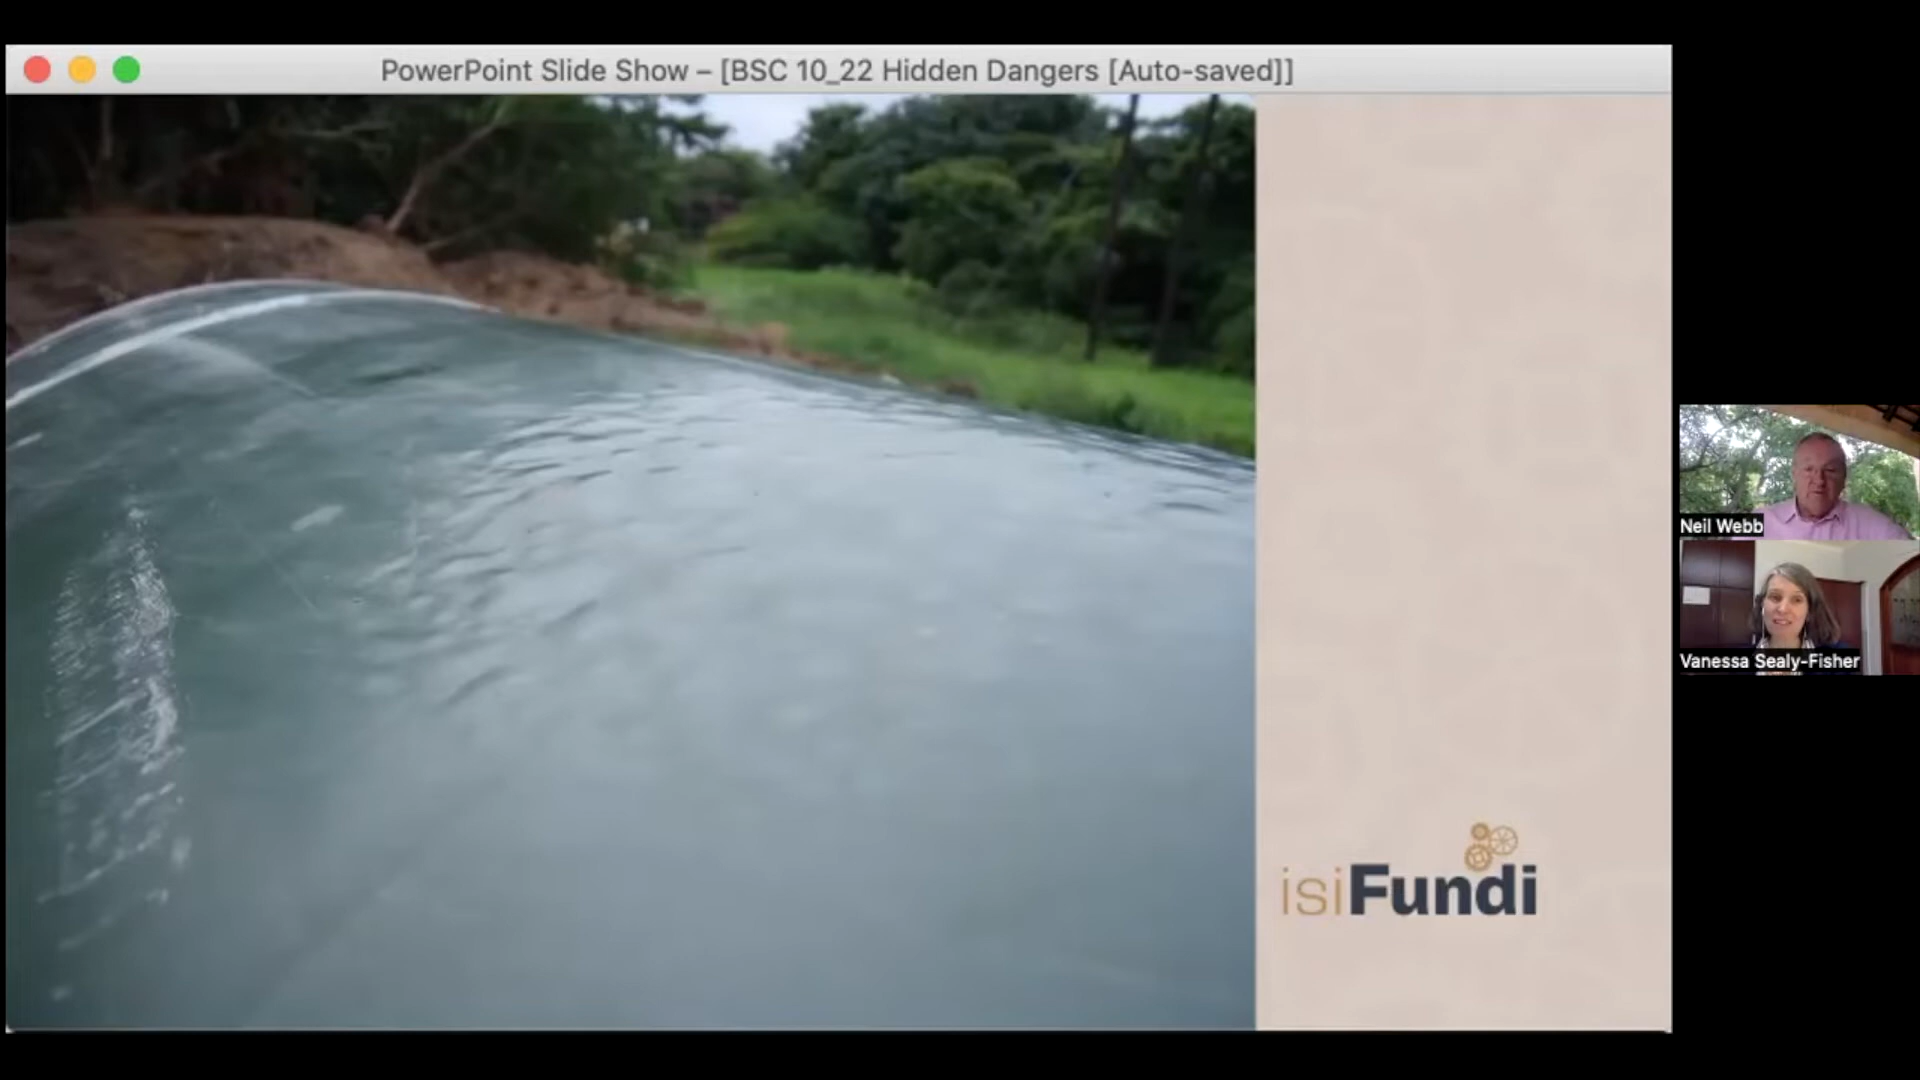 PowerPoint Slide Show – [BSC 10_22 Hidden Dangers [Auto-saved]]
Neil Webb
Vanessa Sealy-Fisher
isiFundi